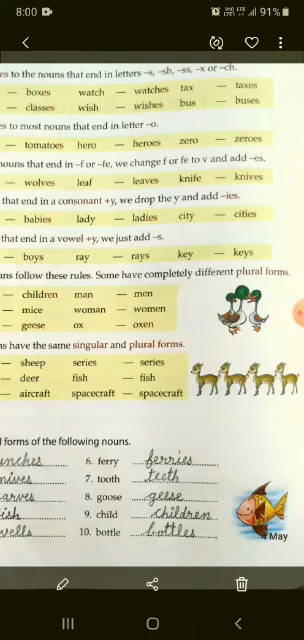 8:00
91%
es to the nouns that end in letters –s, –sh, –ss, –x or –ch.
— boxes watch — watches tax — taxes
— classes wish — wishes bus — buses
es to most nouns that end in letter –o.
— tomatoes hero — heroes zero — zeroes
nouns that end in –f or –fe, we change f or fe to v and add –es.
— wolves leaf — leaves knife — knives
that end in a consonant +y, we drop the y and add –ies.
— babies lady — ladies city — cities
that end in a vowel +y, we just add –s.
— boys ray — rays key — keys
uns follow these rules. Some have completely different plural forms.
— children man — men
— mice woman — women
— geese ox — oxen
ns have the same singular and plural forms.
— sheep series — series
— deer fish — fish
— aircraft spacecraft — spacecraft
l forms of the following nouns.
unches 6. ferry ferries
nives 7. tooth teeth
arves 8. goose geese
ish 9. child children
wells 10. bottle bottles
4 May